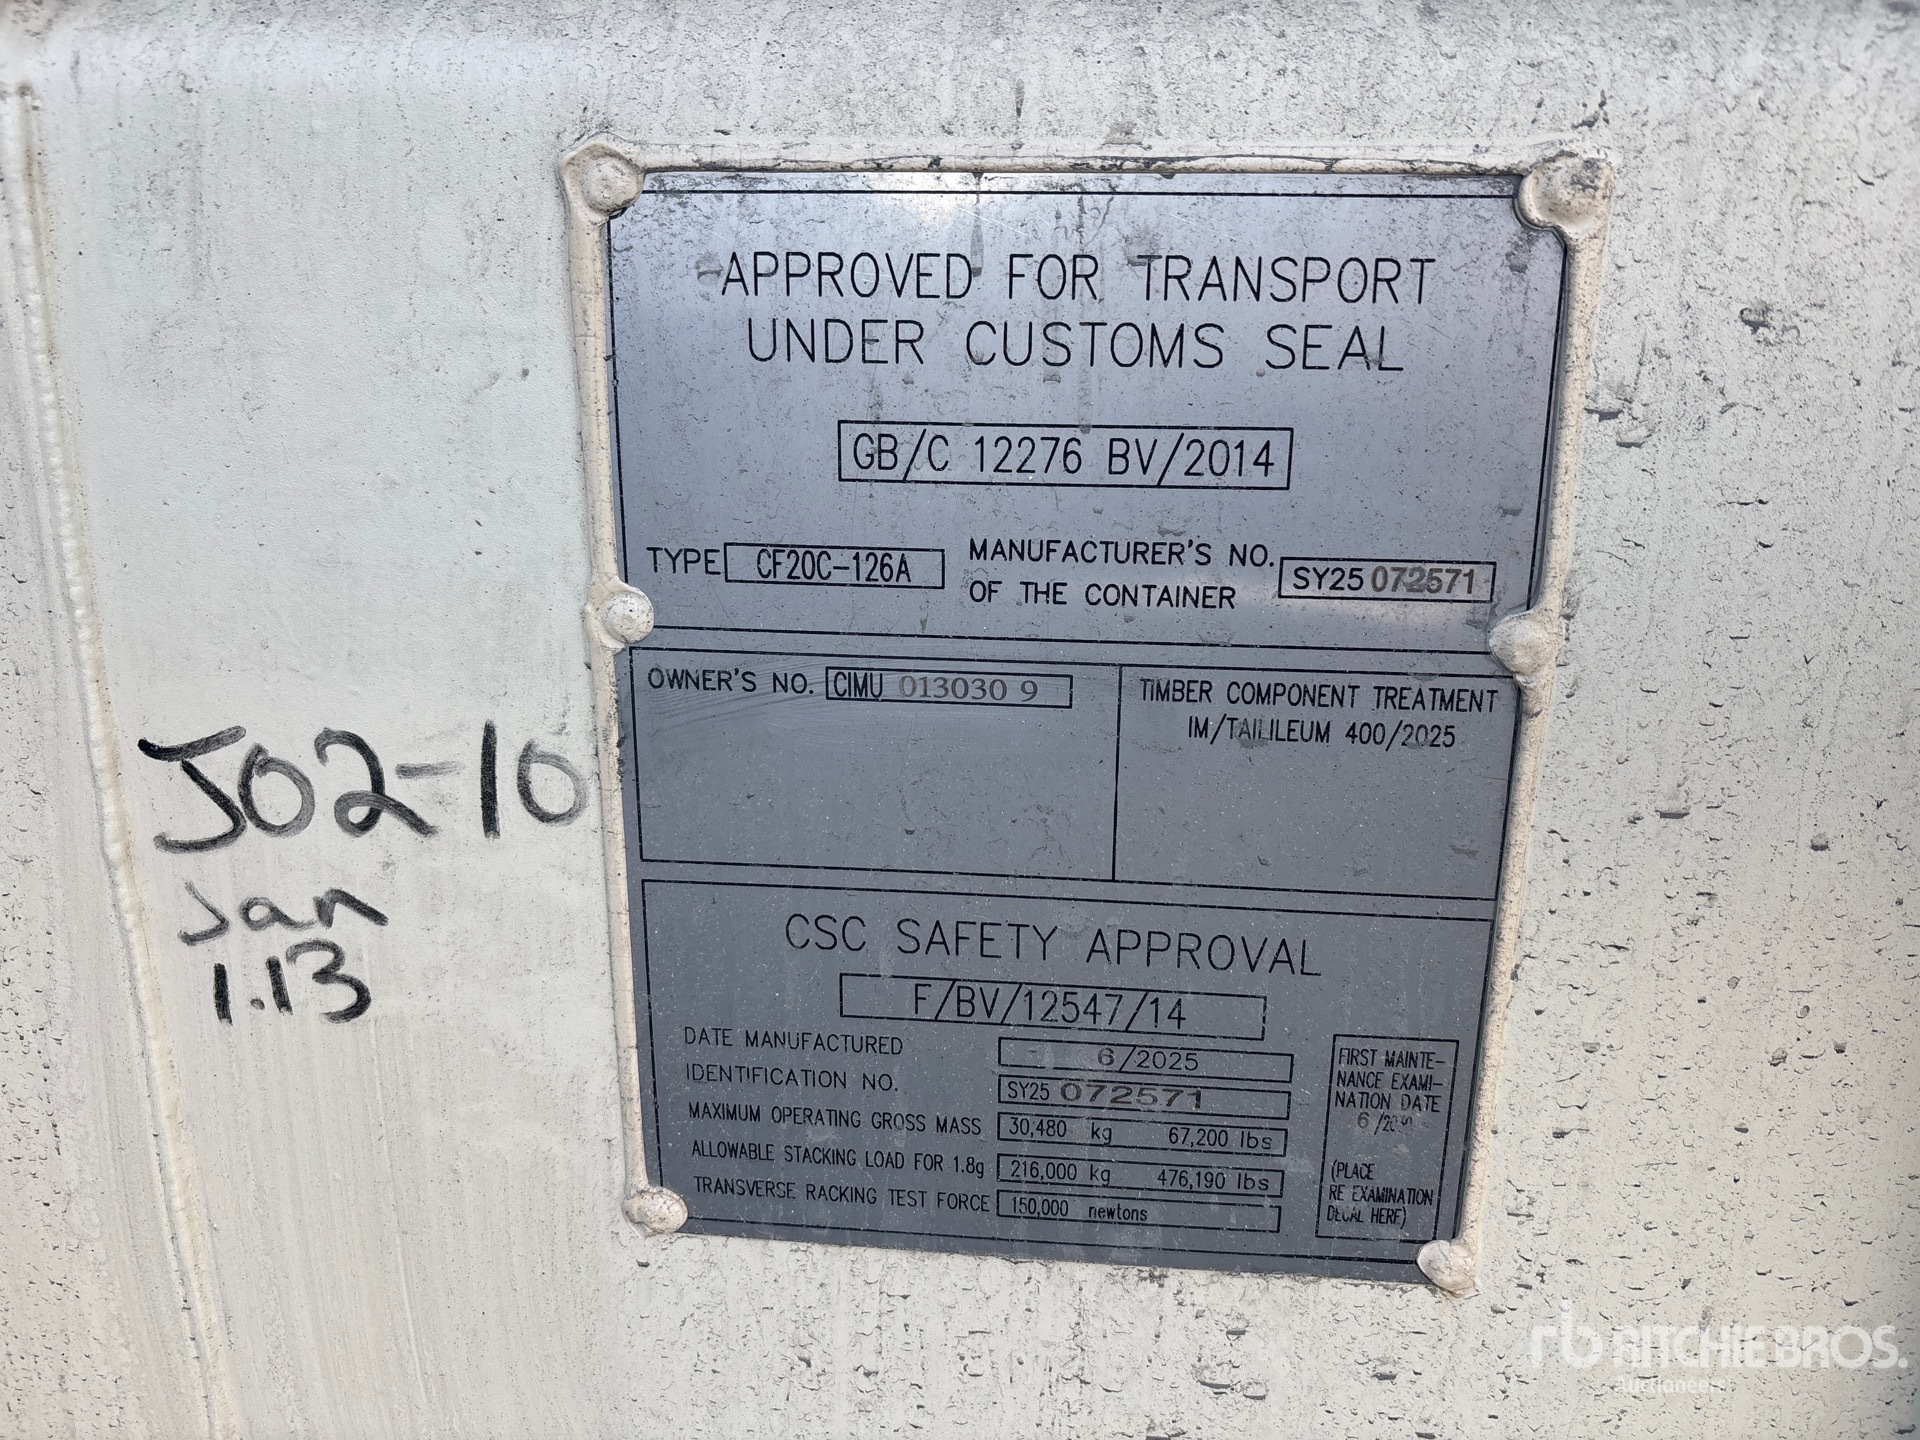 APPROVED FOR TRANSPORT
UNDER CUSTOMS SEAL
GB/C 12276 BV/2014
TYPE CF20C-126A
MANUFACTURER'S NO.
OF THE CONTAINER
SY25 072571
OWNER'S NO. CIMU 013030 9
TIMBER COMPONENT TREATMENT
IM/TAILILEUM 400/2025
J02-10
Jan
1.13
CSC SAFETY APPROVAL
F/BV/12547/14
DATE MANUFACTURED 6/2025
IDENTIFICATION NO. SY25 072571
MAXIMUM OPERATING GROSS MASS 30,480 kg 67,200 lbs
ALLOWABLE STACKING LOAD FOR 1.8g 216,000 kg 476,190 lbs
TRANSVERSE RACKING TEST FORCE 150,000 newtons
FIRST MAINTE-
NANCE EXAMI-
NATION DATE
(PLACE
RE EXAMINATION
DECAL HERE)
rb RITCHIE BROS.
Auctioneers